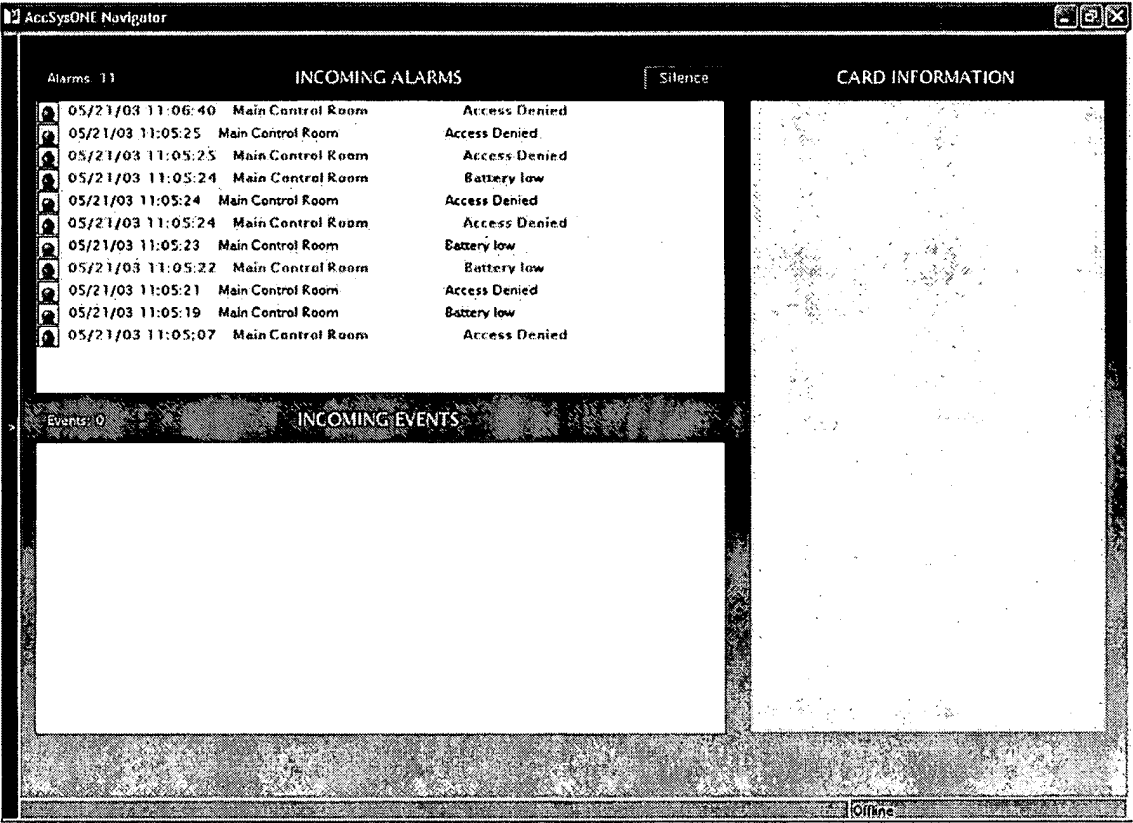 AccSysONE Navigator
Alarms: 11 INCOMING ALARMS Silence CARD INFORMATION
05/21/03 11:06:40 Main Control Room Access Denied
05/21/03 11:05:25 Main Control Room Access Denied
05/21/03 11:05:25 Main Control Room Access Denied
05/21/03 11:05:24 Main Control Room Battery low
05/21/03 11:05:24 Main Control Room Access Denied
05/21/03 11:05:24 Main Control Room Access Denied
05/21/03 11:05:23 Main Control Room Battery low
05/21/03 11:05:22 Main Control Room Battery low
05/21/03 11:05:21 Main Control Room Access Denied
05/21/03 11:05:19 Main Control Room Battery low
05/21/03 11:05:07 Main Control Room Access Denied
Events: 0 INCOMING EVENTS
>
Offline